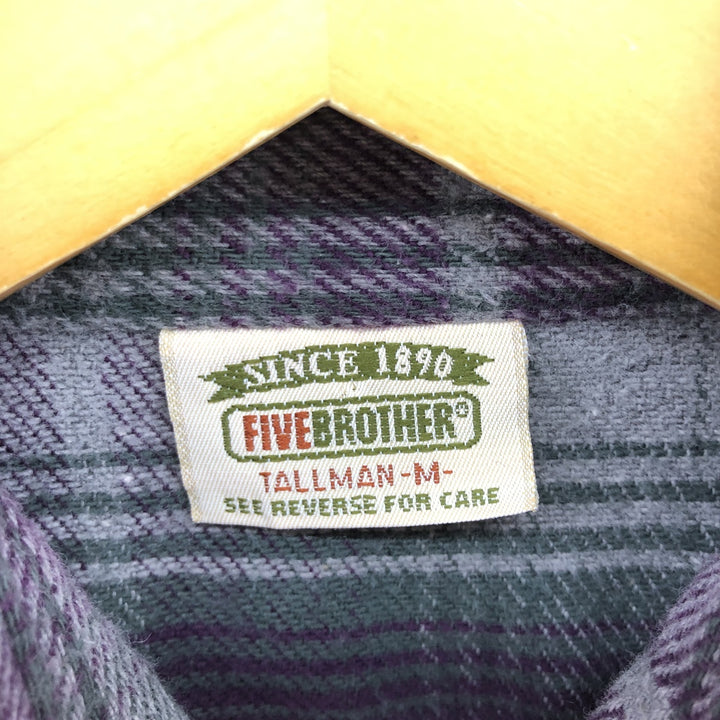 SINCE 1890
FIVEBROTHER®
TALLMAN-M-
SEE REVERSE FOR CARE